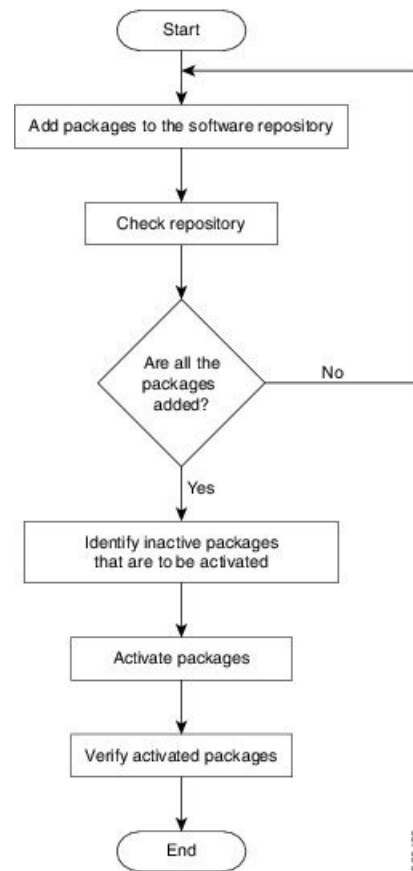 Start
Add packages to the software repository
Check repository
Are all the
packages
added?
No
Yes
Identify inactive packages
that are to be activated
Activate packages
Verify activated packages
End